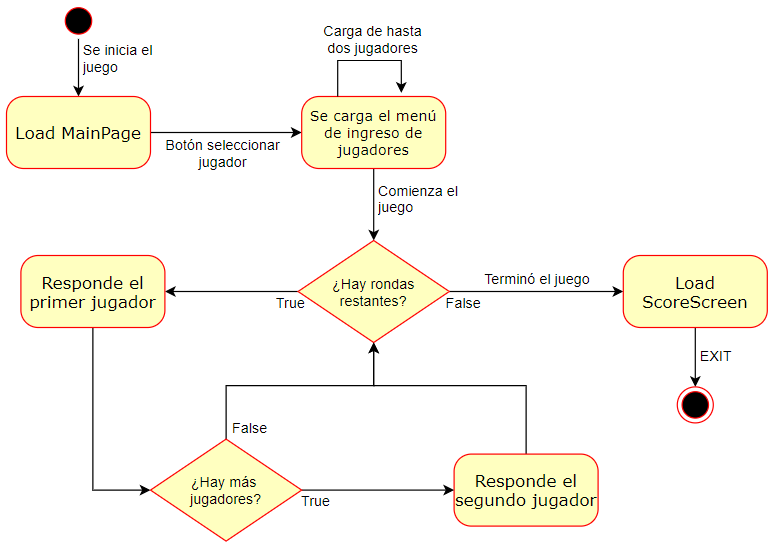 Se inicia el
juego
Load MainPage
Botón seleccionar
jugador
Carga de hasta
dos jugadores
Se carga el menú
de ingreso de
jugadores
Comienza el
juego
¿Hay rondas
restantes?
True
False
Terminó el juego
Responde el
primer jugador
Load
ScoreScreen
EXIT
False
¿Hay más
jugadores?
True
Responde el
segundo jugador